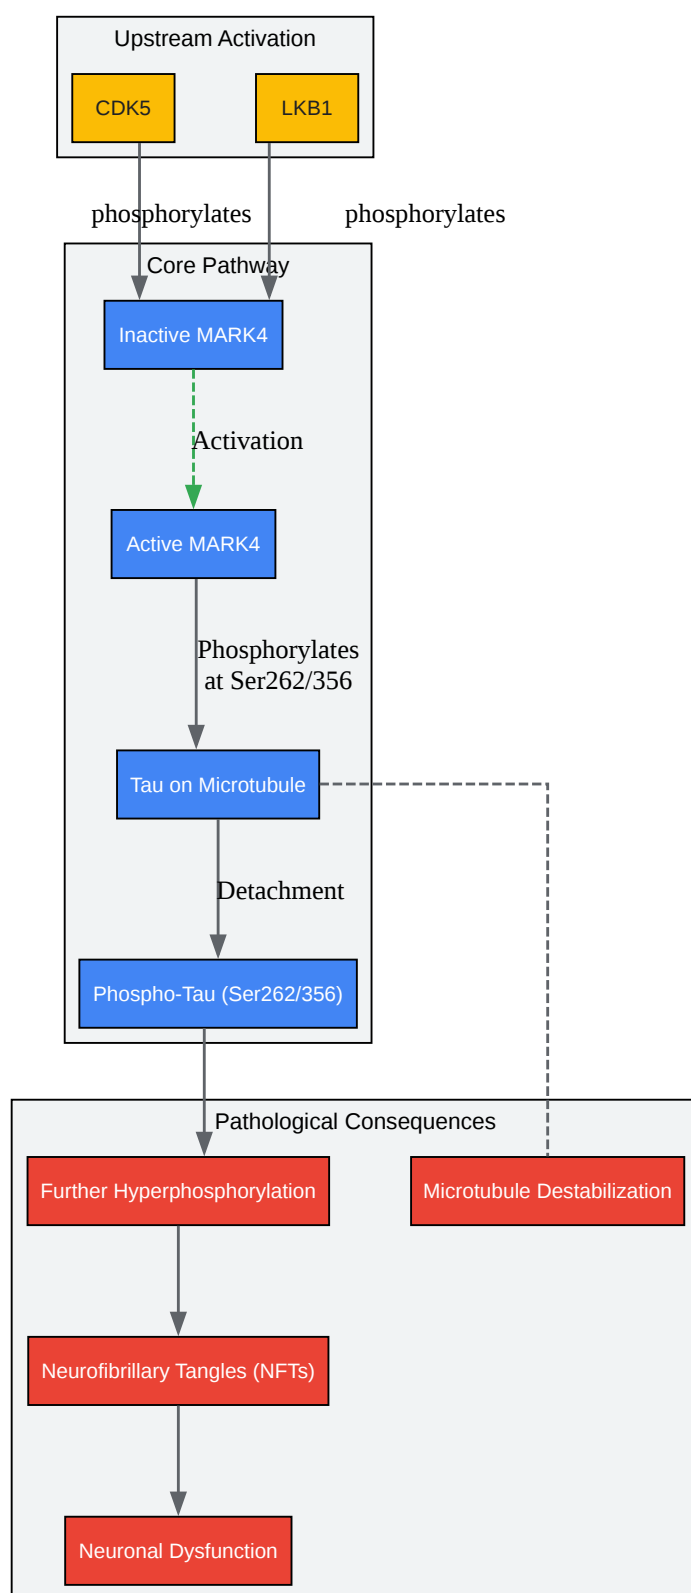 Upstream Activation
CDK5
LKB1
phosphorylates
phosphorylates
Core Pathway
Inactive MARK4
Activation
Active MARK4
Phosphorylates
at Ser262/356
Tau on Microtubule
Detachment
Phospho-Tau (Ser262/356)
Pathological Consequences
Further Hyperphosphorylation
Microtubule Destabilization
Neurofibrillary Tangles (NFTs)
Neuronal Dysfunction